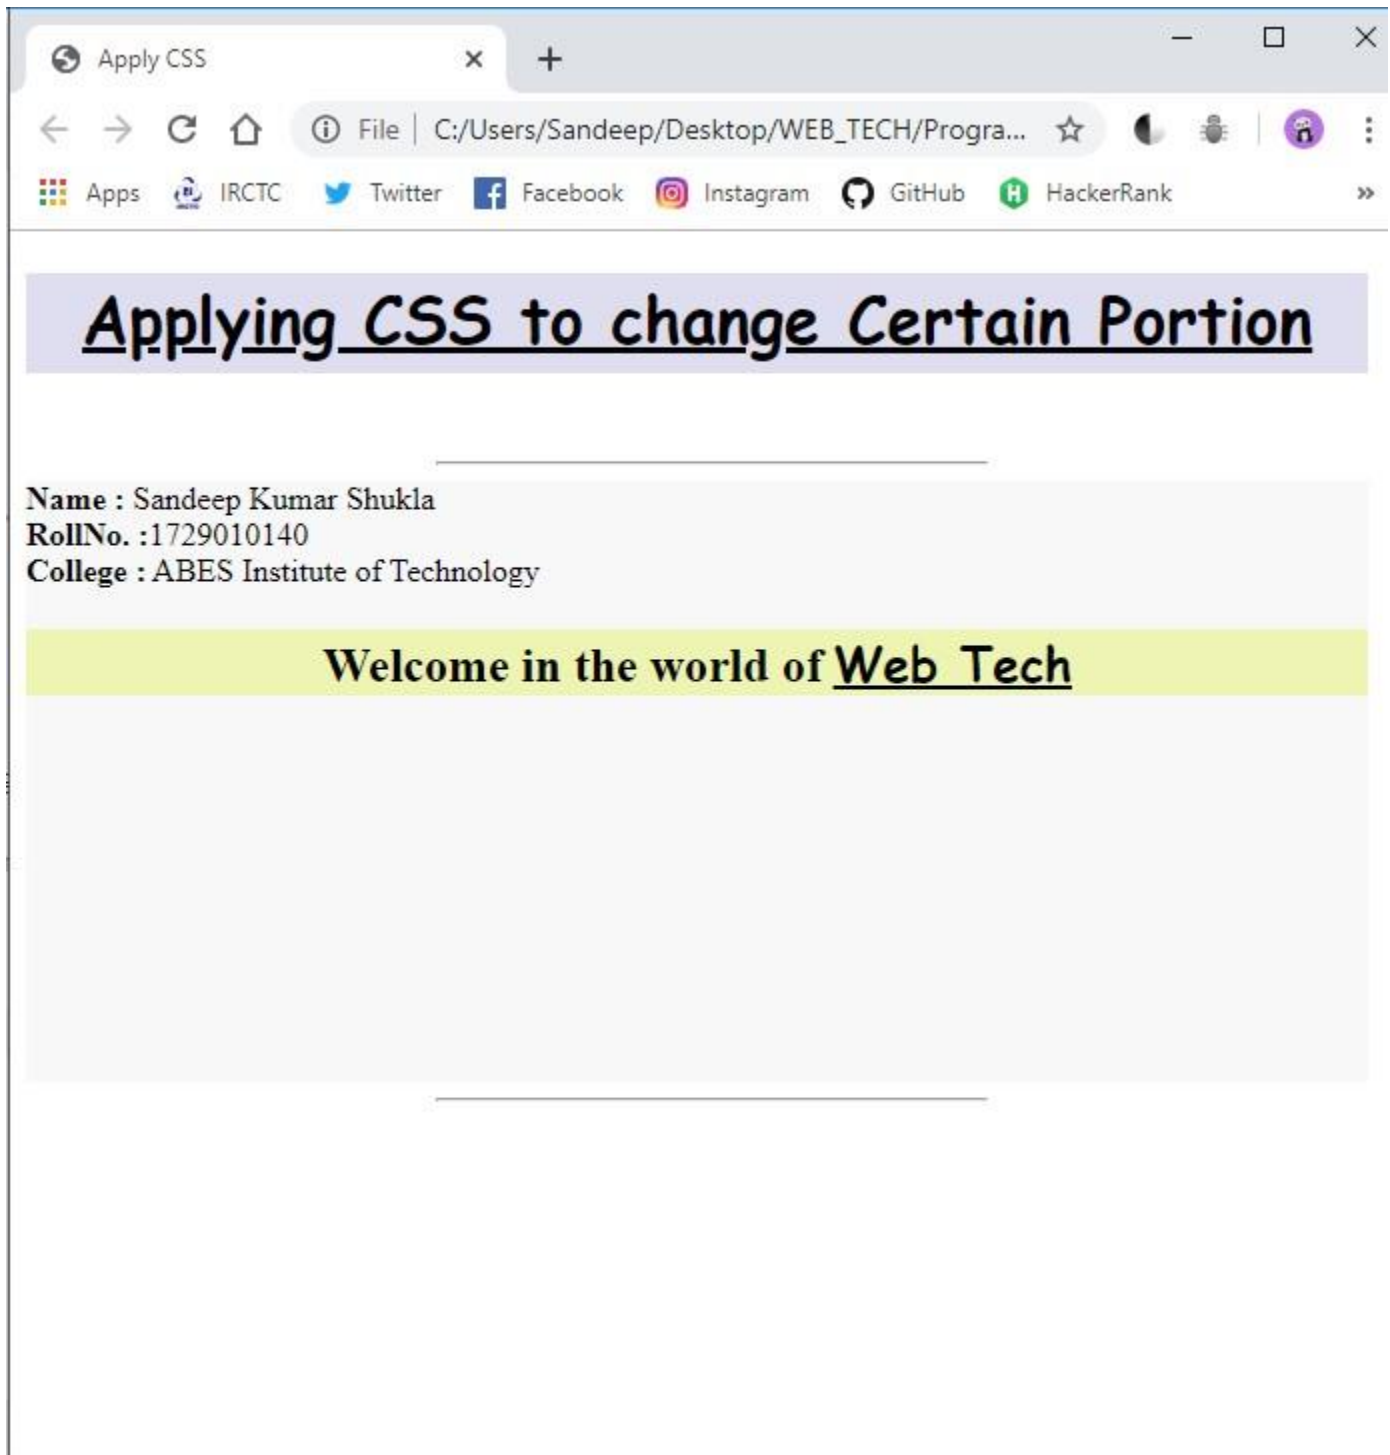 Apply CSS
File C:/Users/Sandeep/Desktop/WEB_TECH/Progra...
Apps IRCTC Twitter Facebook Instagram GitHub HackerRank
Applying CSS to change Certain Portion
Name : Sandeep Kumar Shukla
RollNo. :1729010140
College : ABES Institute of Technology
Welcome in the world of Web Tech